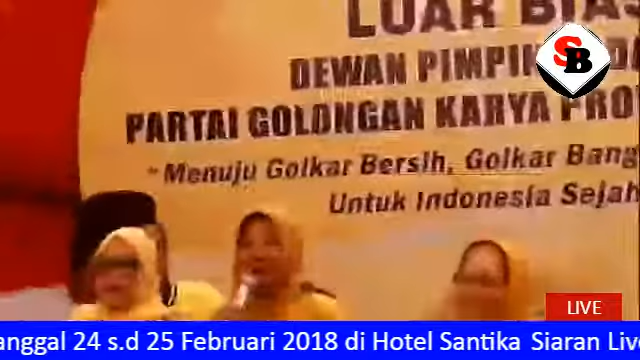 LUAR BIAS
DEWAN PIMPIN
PARTAI GOLONGAN KARYA PRO
SB
"Menuju Golkar Bersih, Golkar Bang
Untuk Indonesia Sejah
LIVE
anggal 24 s.d 25 Februari 2018 di Hotel Santika Siaran Liv